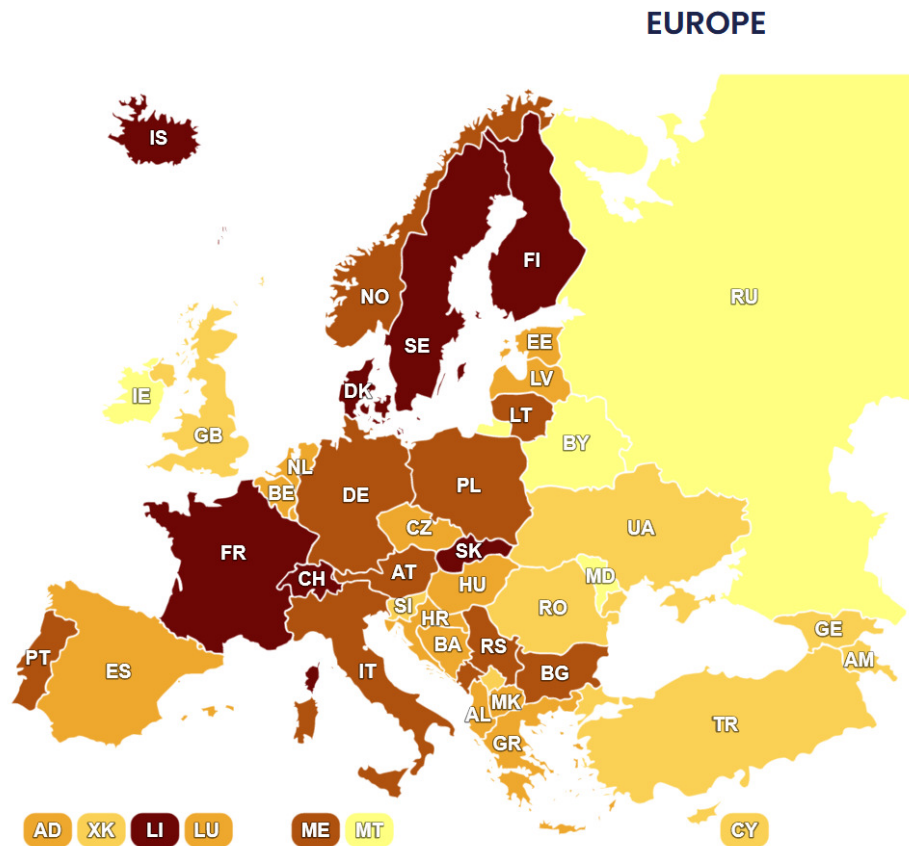 EUROPE
IS
FI
NO
RU
SE
EE
LV
DK
IE
LT
GB
BY
NL
PL
BE
DE
CZ
UA
FR
SK
CH
AT
MD
HU
SI
RO
HR
GE
BA
RS
PT
AM
ES
IT
BG
MK
AL
TR
GR
AD XK LI LU ME MT CY